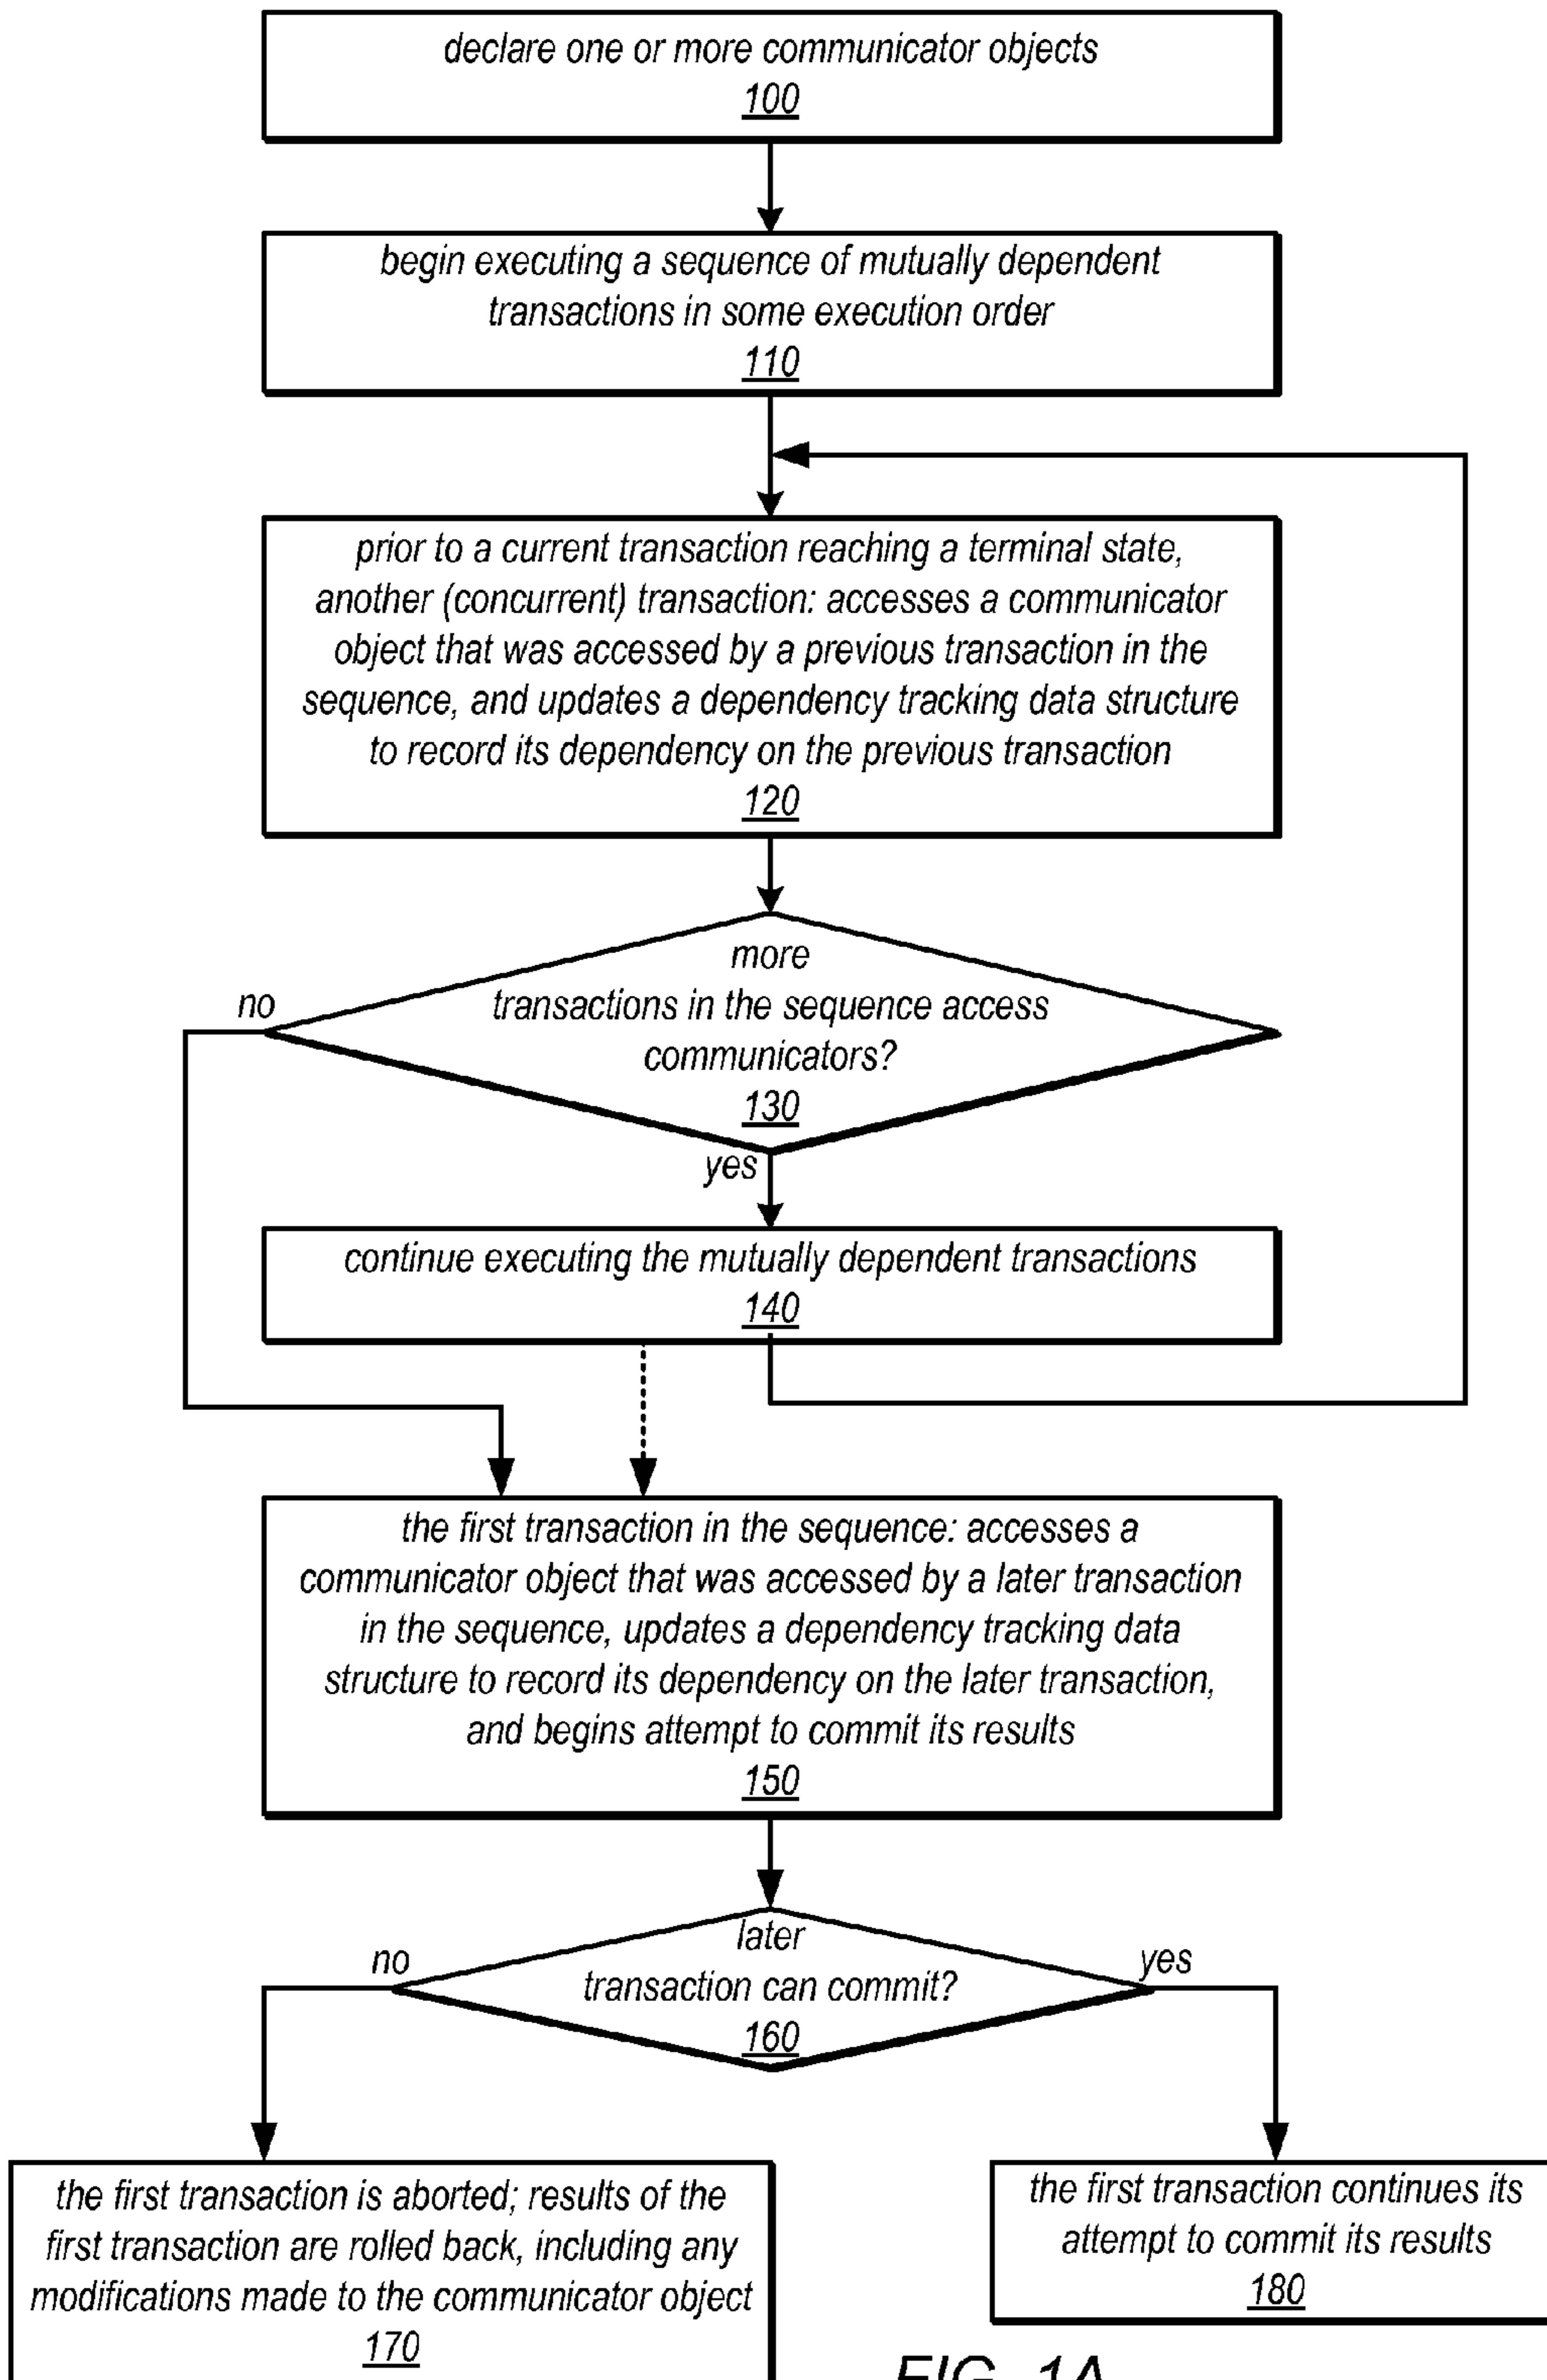 declare one or more communicator objects
100
begin executing a sequence of mutually dependent
transactions in some execution order
110
prior to a current transaction reaching a terminal state,
another (concurrent) transaction: accesses a communicator
object that was accessed by a previous transaction in the
sequence, and updates a dependency tracking data structure
to record its dependency on the previous transaction
120
more
transactions in the sequence access
communicators?
130
no
yes
continue executing the mutually dependent transactions
140
the first transaction in the sequence: accesses a
communicator object that was accessed by a later transaction
in the sequence, updates a dependency tracking data
structure to record its dependency on the later transaction,
and begins attempt to commit its results
150
later
transaction can commit?
160
no
yes
the first transaction is aborted; results of the
first transaction are rolled back, including any
modifications made to the communicator object
170
the first transaction continues its
attempt to commit its results
180
FIG. 1A